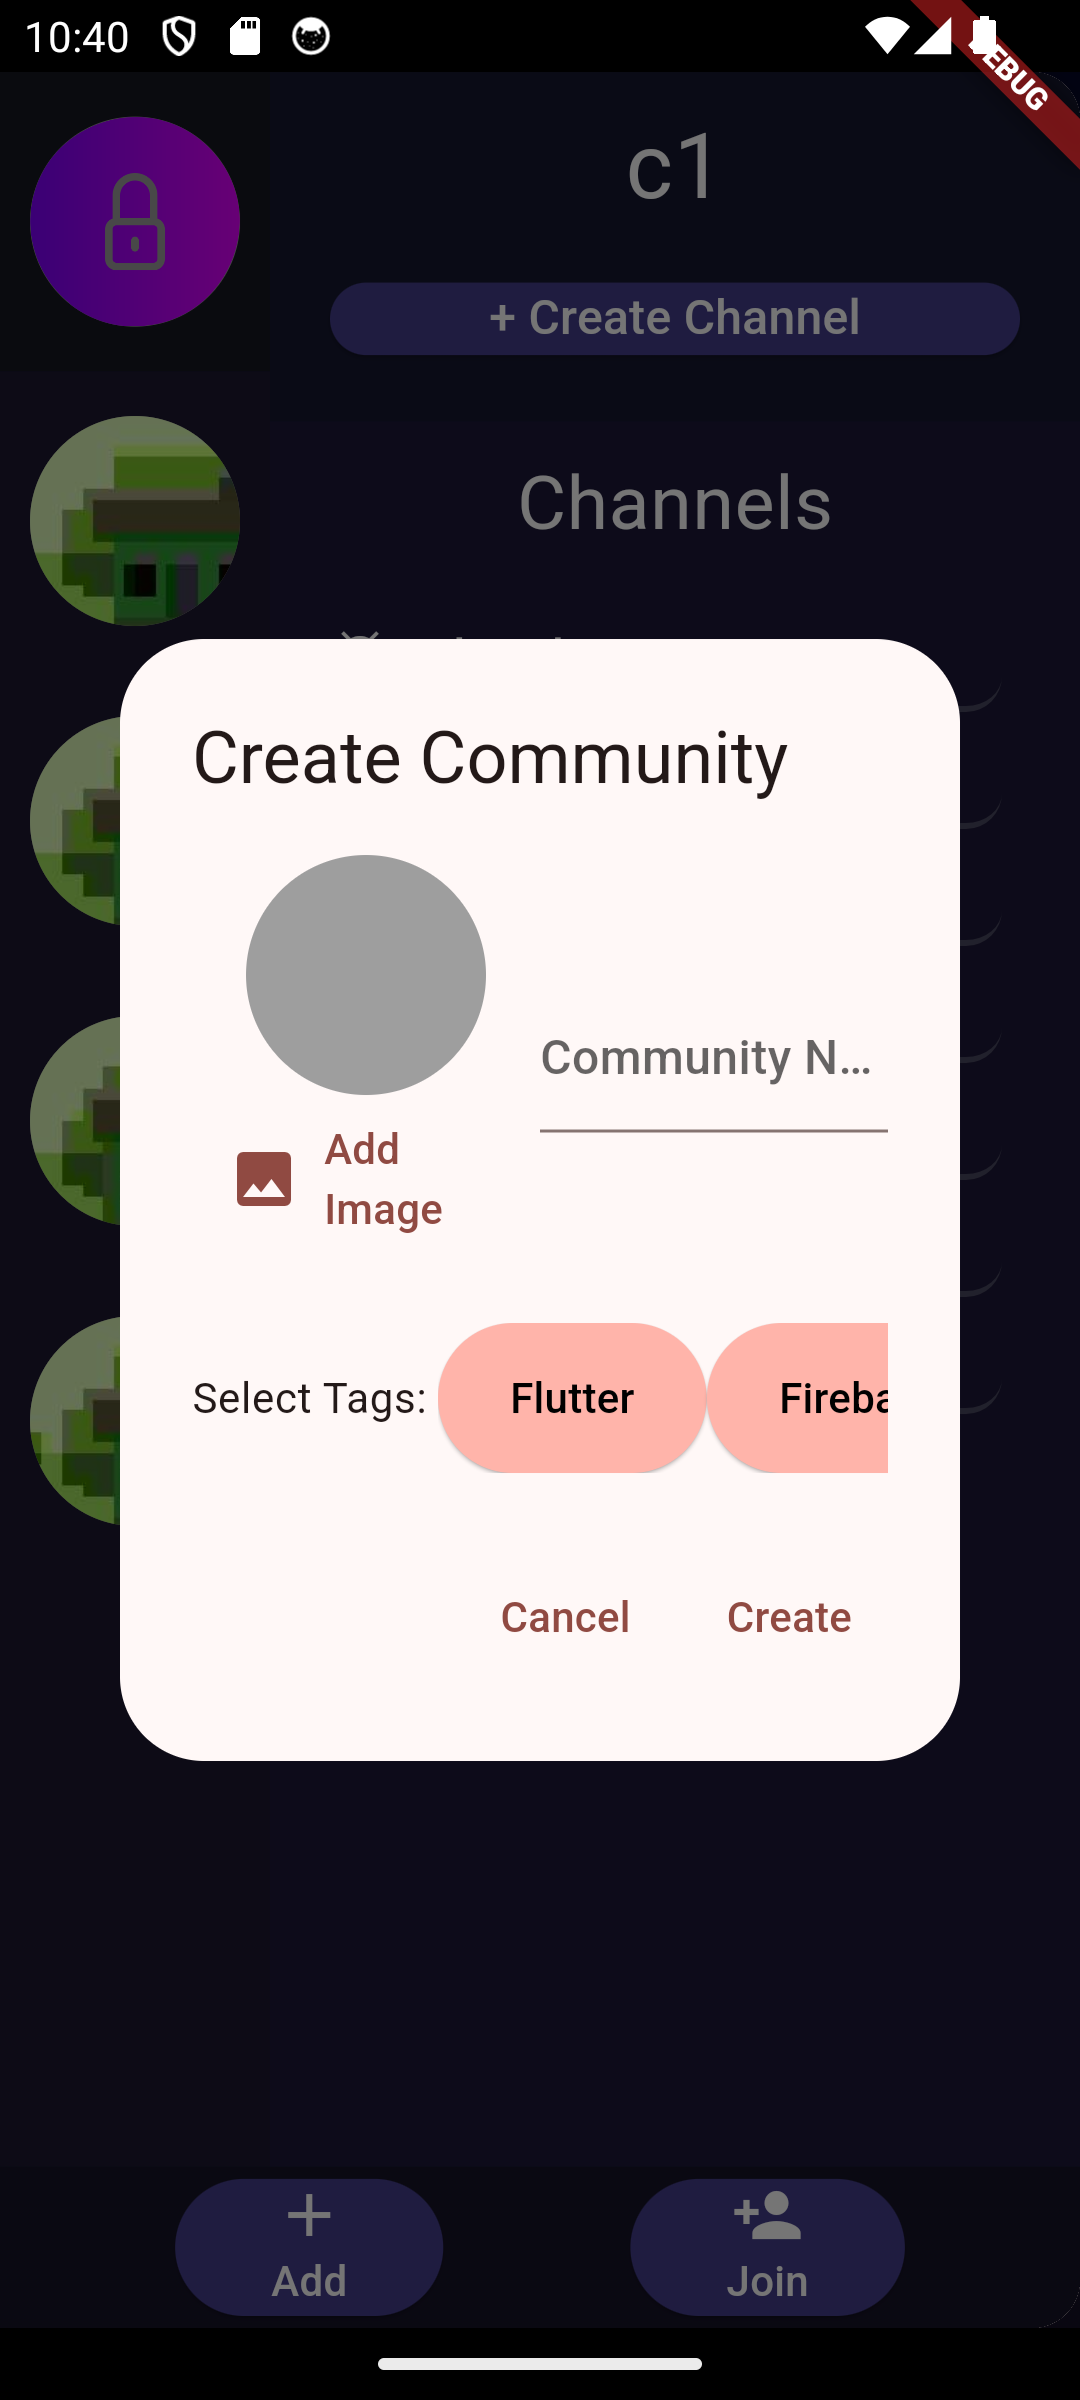 10:40
DEBUG
c1
+ Create Channel
Channels
Create Community
Community N...
Add
Image
Select Tags: Flutter Fireba
Cancel Create
Add Join